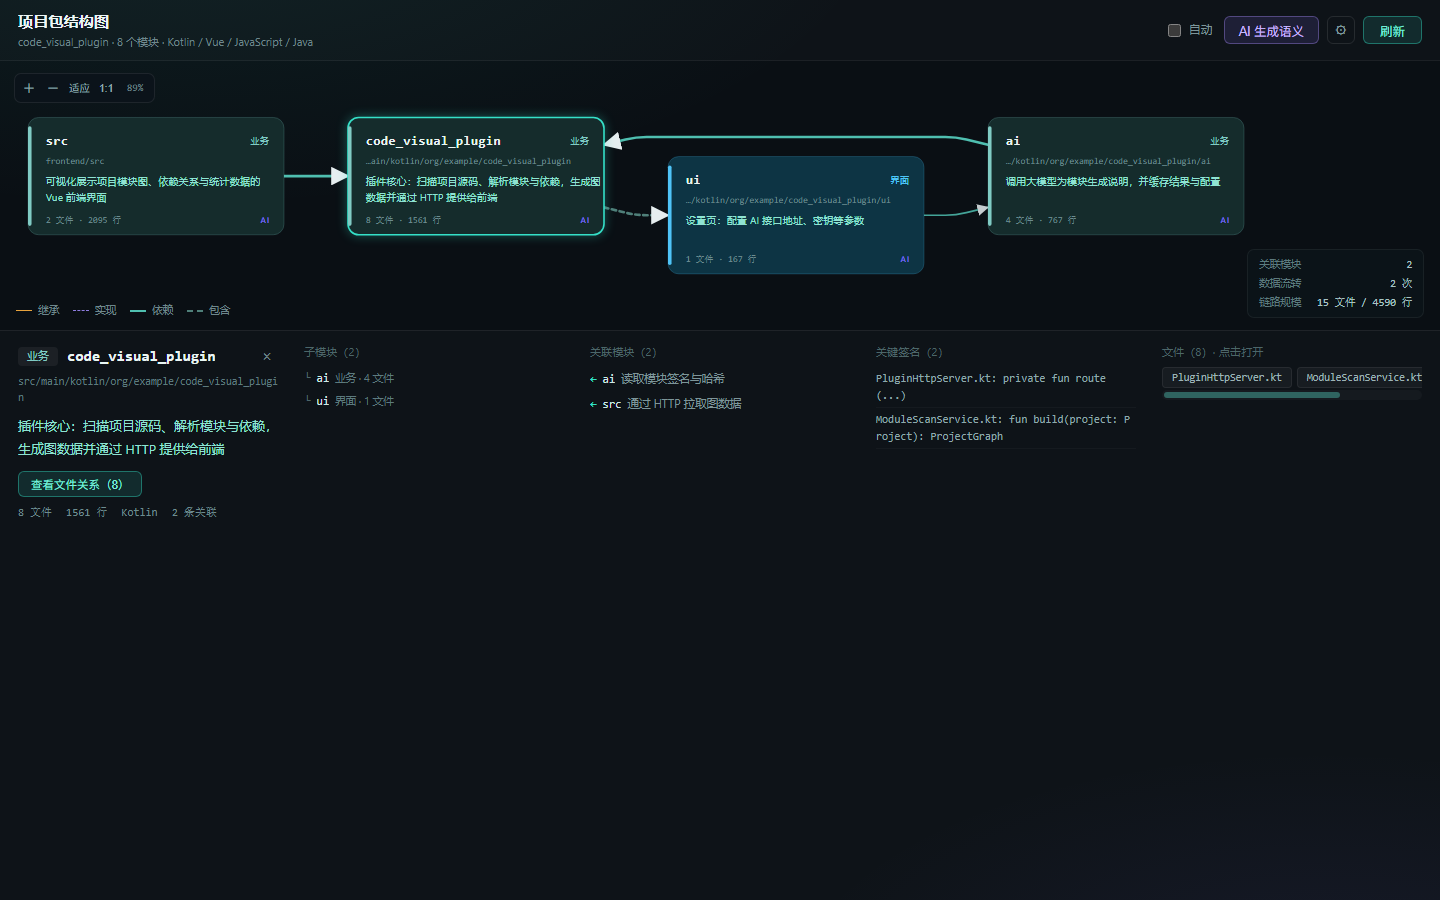 项目包结构图
code_visual_plugin · 8 个模块 · Kotlin / Vue / JavaScript / Java
自动
AI 生成语义
刷新
+ − 适应 1:1 89%
src 业务
frontend/src
可视化展示项目模块图、依赖关系与统计数据的
Vue 前端界面
2 文件 · 2095 行 AI
code_visual_plugin 业务
…ain/kotlin/org/example/code_visual_plugin
插件核心：扫描项目源码、解析模块与依赖，生成图
数据并通过 HTTP 提供给前端
8 文件 · 1561 行 AI
ui 界面
…/kotlin/org/example/code_visual_plugin/ui
设置页：配置 AI 接口地址、密钥等参数
1 文件 · 167 行 AI
ai 业务
…/kotlin/org/example/code_visual_plugin/ai
调用大模型为模块生成说明，并缓存结果与配置
4 文件 · 767 行 AI
关联模块 2
数据流转 2 次
链路规模 15 文件 / 4590 行
继承 实现 依赖 包含
业务 code_visual_plugin ×
src/main/kotlin/org/example/code_visual_plugi
n
插件核心：扫描项目源码、解析模块与依赖，
生成图数据并通过 HTTP 提供给前端
查看文件关系（8）
8 文件 1561 行 Kotlin 2 条关联
子模块（2）
└ ai 业务 · 4 文件
└ ui 界面 · 1 文件
关联模块（2）
← ai 读取模块签名与哈希
← src 通过 HTTP 拉取图数据
关键签名（2）
PluginHttpServer.kt: private fun route
(...)
ModuleScanService.kt: fun build(project: P
roject): ProjectGraph
文件（8）· 点击打开
PluginHttpServer.kt ModuleScanService.kt